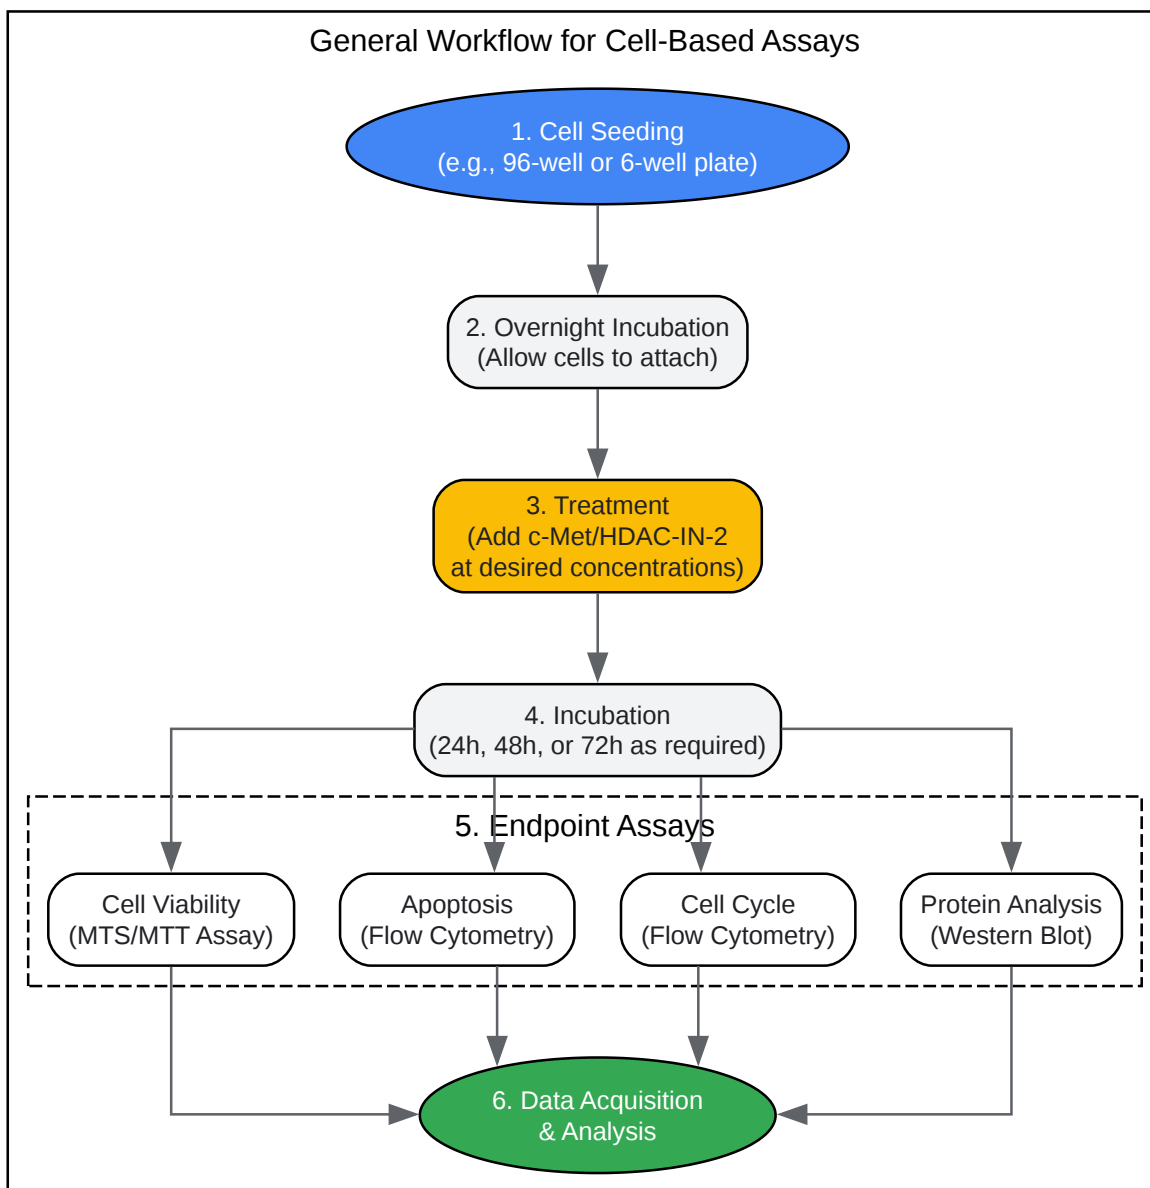 General Workflow for Cell-Based Assays
1. Cell Seeding
(e.g., 96-well or 6-well plate)
2. Overnight Incubation
(Allow cells to attach)
3. Treatment
(Add c-Met/HDAC-IN-2
at desired concentrations)
4. Incubation
(24h, 48h, or 72h as required)
5. Endpoint Assays
Cell Viability
(MTS/MTT Assay)
Apoptosis
(Flow Cytometry)
Cell Cycle
(Flow Cytometry)
Protein Analysis
(Western Blot)
6. Data Acquisition
& Analysis